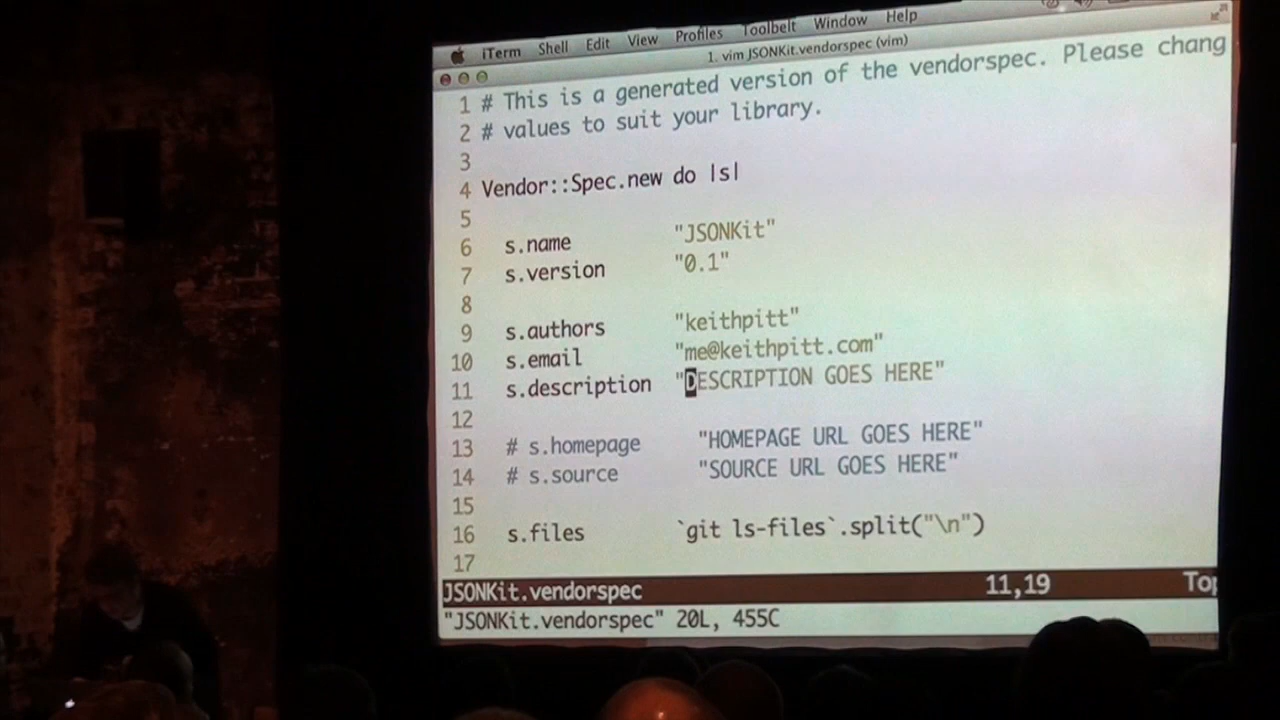 iTerm Shell Edit View Profiles Toolbelt Window Help
1. vim JSONKit.vendorspec (vim)
1 # This is a generated version of the vendorspec. Please chang
2 # values to suit your library.
3
4 Vendor::Spec.new do |s|
5
6 s.name "JSONKit"
7 s.version "0.1"
8
9 s.authors "keithpitt"
10 s.email "me@keithpitt.com"
11 s.description "DESCRIPTION GOES HERE"
12
13 # s.homepage "HOMEPAGE URL GOES HERE"
14 # s.source "SOURCE URL GOES HERE"
15
16 s.files `git ls-files`.split("\n")
17
JSONKit.vendorspec 11,19 Top
"JSONKit.vendorspec" 20L, 455C